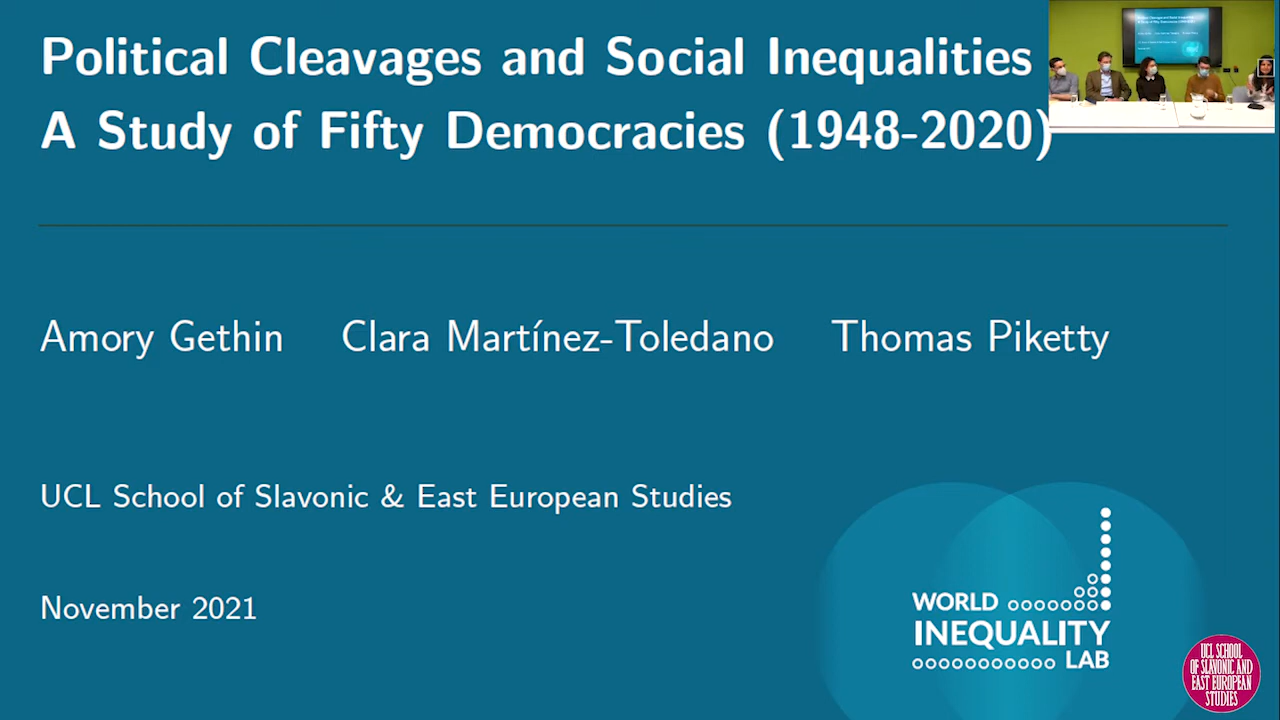 Political Cleavages and Social Inequalities
A Study of Fifty Democracies (1948-2020)
Amory Gethin Clara Martínez-Toledano Thomas Piketty
UCL School of Slavonic & East European Studies
November 2021
WORLD
INEQUALITY
LAB
UCL SCHOOL
OF SLAVONIC AND
EAST EUROPEAN
STUDIES